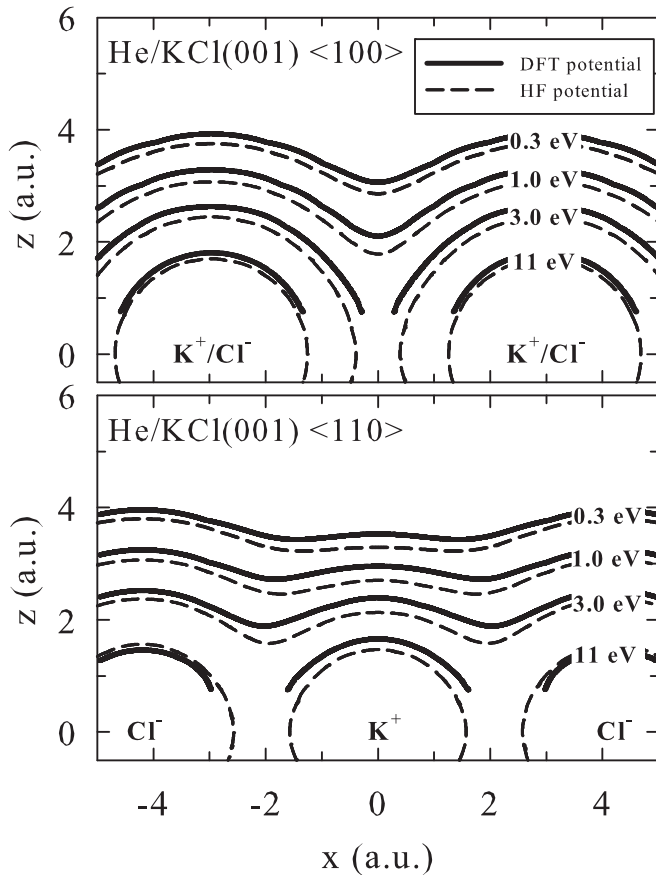 6
He/KCl(001) <100>
DFT potential
HF potential
4
0.3 eV
1.0 eV
z (a.u.)
2
3.0 eV
11 eV
0
K⁺/Cl⁻
K⁺/Cl⁻
6
He/KCl(001) <110>
4
0.3 eV
1.0 eV
z (a.u.)
2
3.0 eV
11 eV
0
Cl⁻
K⁺
Cl⁻
-4 -2 0 2 4
x (a.u.)